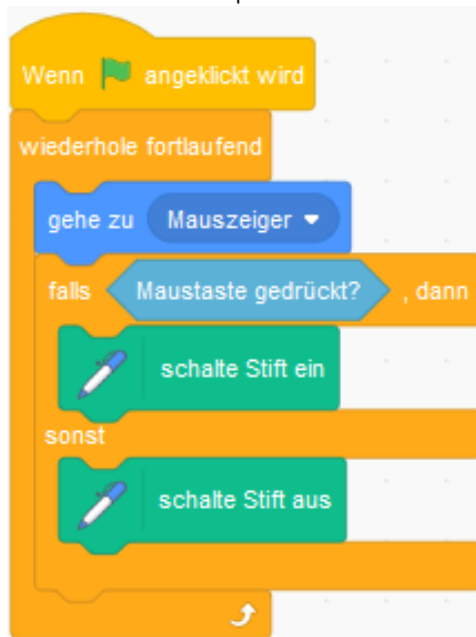 Wenn angeklickt wird
wiederhole fortlaufend
gehe zu Mauszeiger
falls Maustaste gedrückt? , dann
schalte Stift ein
sonst
schalte Stift aus